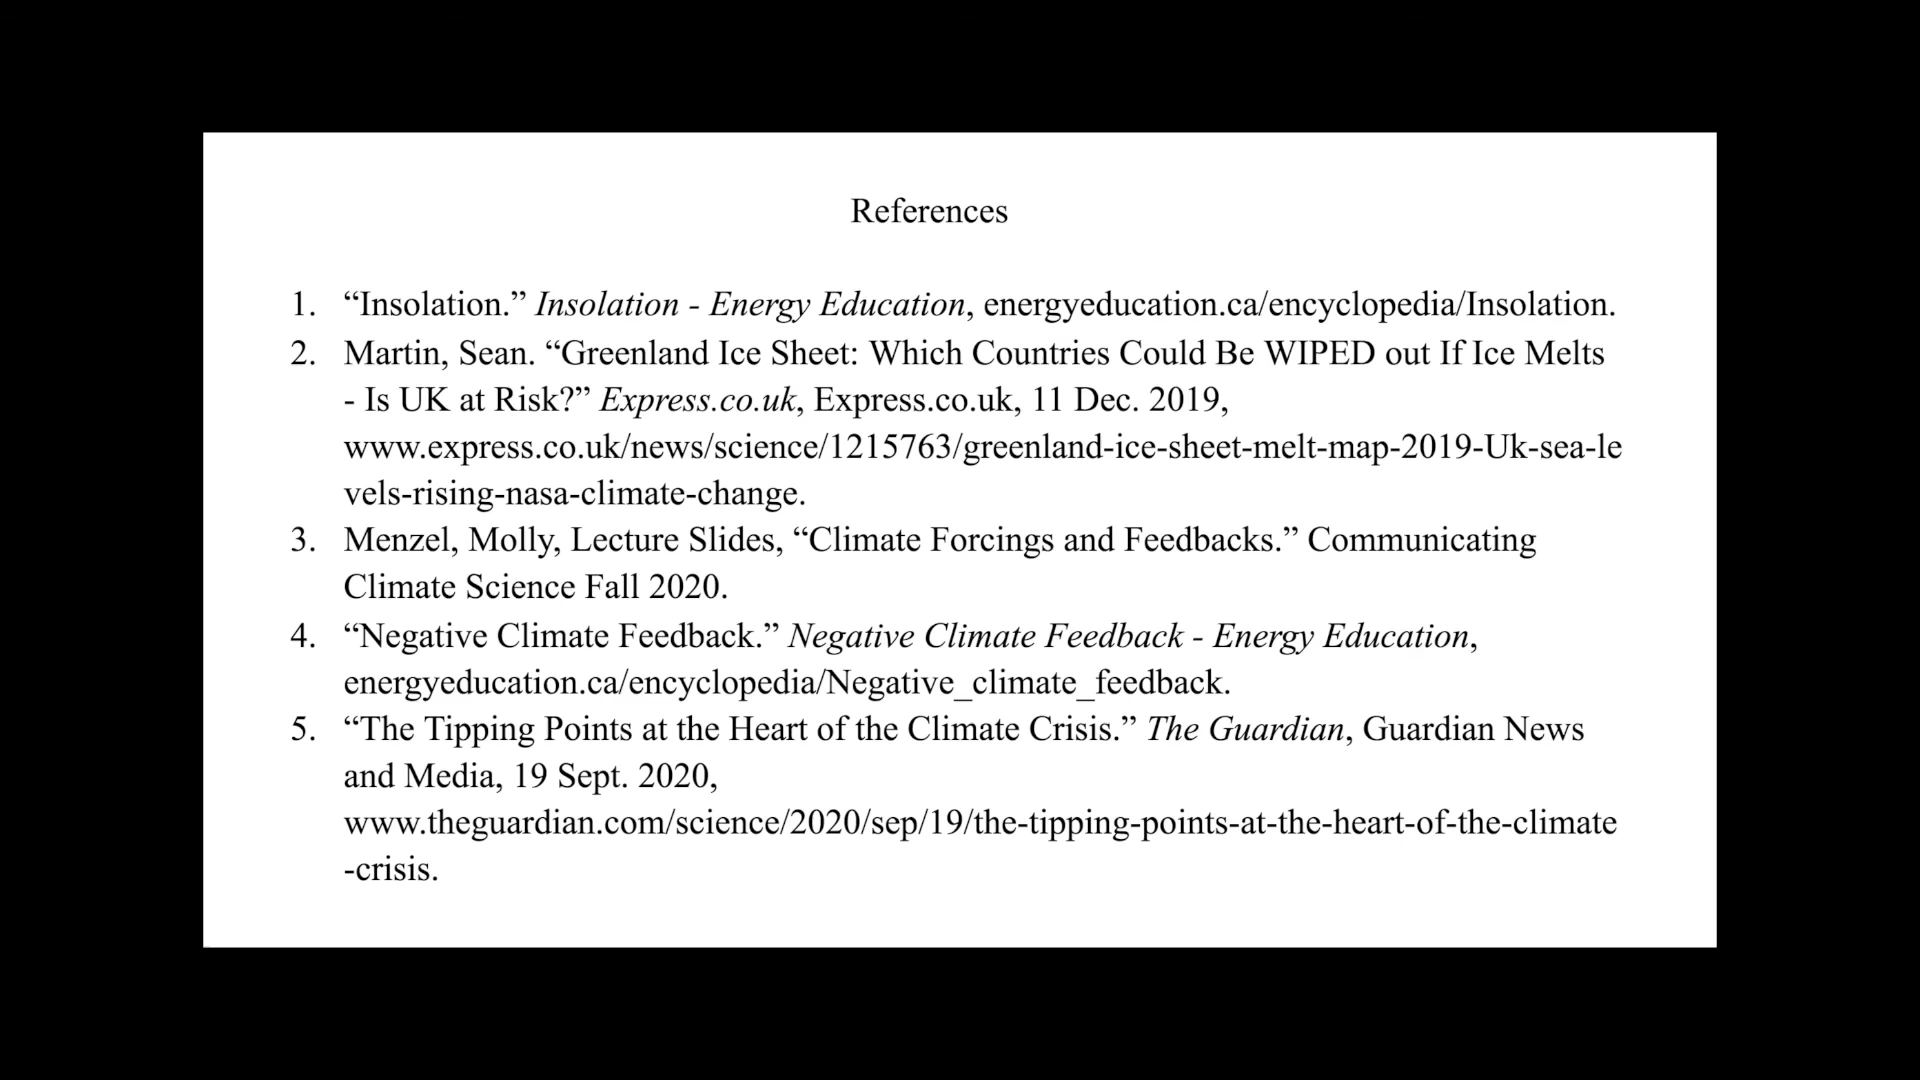 References
1. “Insolation.” Insolation - Energy Education, energyeducation.ca/encyclopedia/Insolation.
2. Martin, Sean. “Greenland Ice Sheet: Which Countries Could Be WIPED out If Ice Melts
- Is UK at Risk?” Express.co.uk, Express.co.uk, 11 Dec. 2019,
www.express.co.uk/news/science/1215763/greenland-ice-sheet-melt-map-2019-Uk-sea-le
vels-rising-nasa-climate-change.
3. Menzel, Molly, Lecture Slides, “Climate Forcings and Feedbacks.” Communicating
Climate Science Fall 2020.
4. “Negative Climate Feedback.” Negative Climate Feedback - Energy Education,
energyeducation.ca/encyclopedia/Negative_climate_feedback.
5. “The Tipping Points at the Heart of the Climate Crisis.” The Guardian, Guardian News
and Media, 19 Sept. 2020,
www.theguardian.com/science/2020/sep/19/the-tipping-points-at-the-heart-of-the-climate
-crisis.